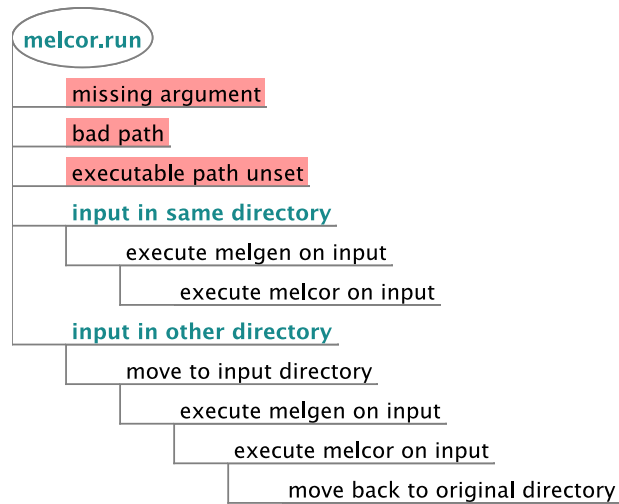 melcor.run
missing argument
bad path
executable path unset
input in same directory
execute melgen on input
execute melcor on input
input in other directory
move to input directory
execute melgen on input
execute melcor on input
move back to original directory